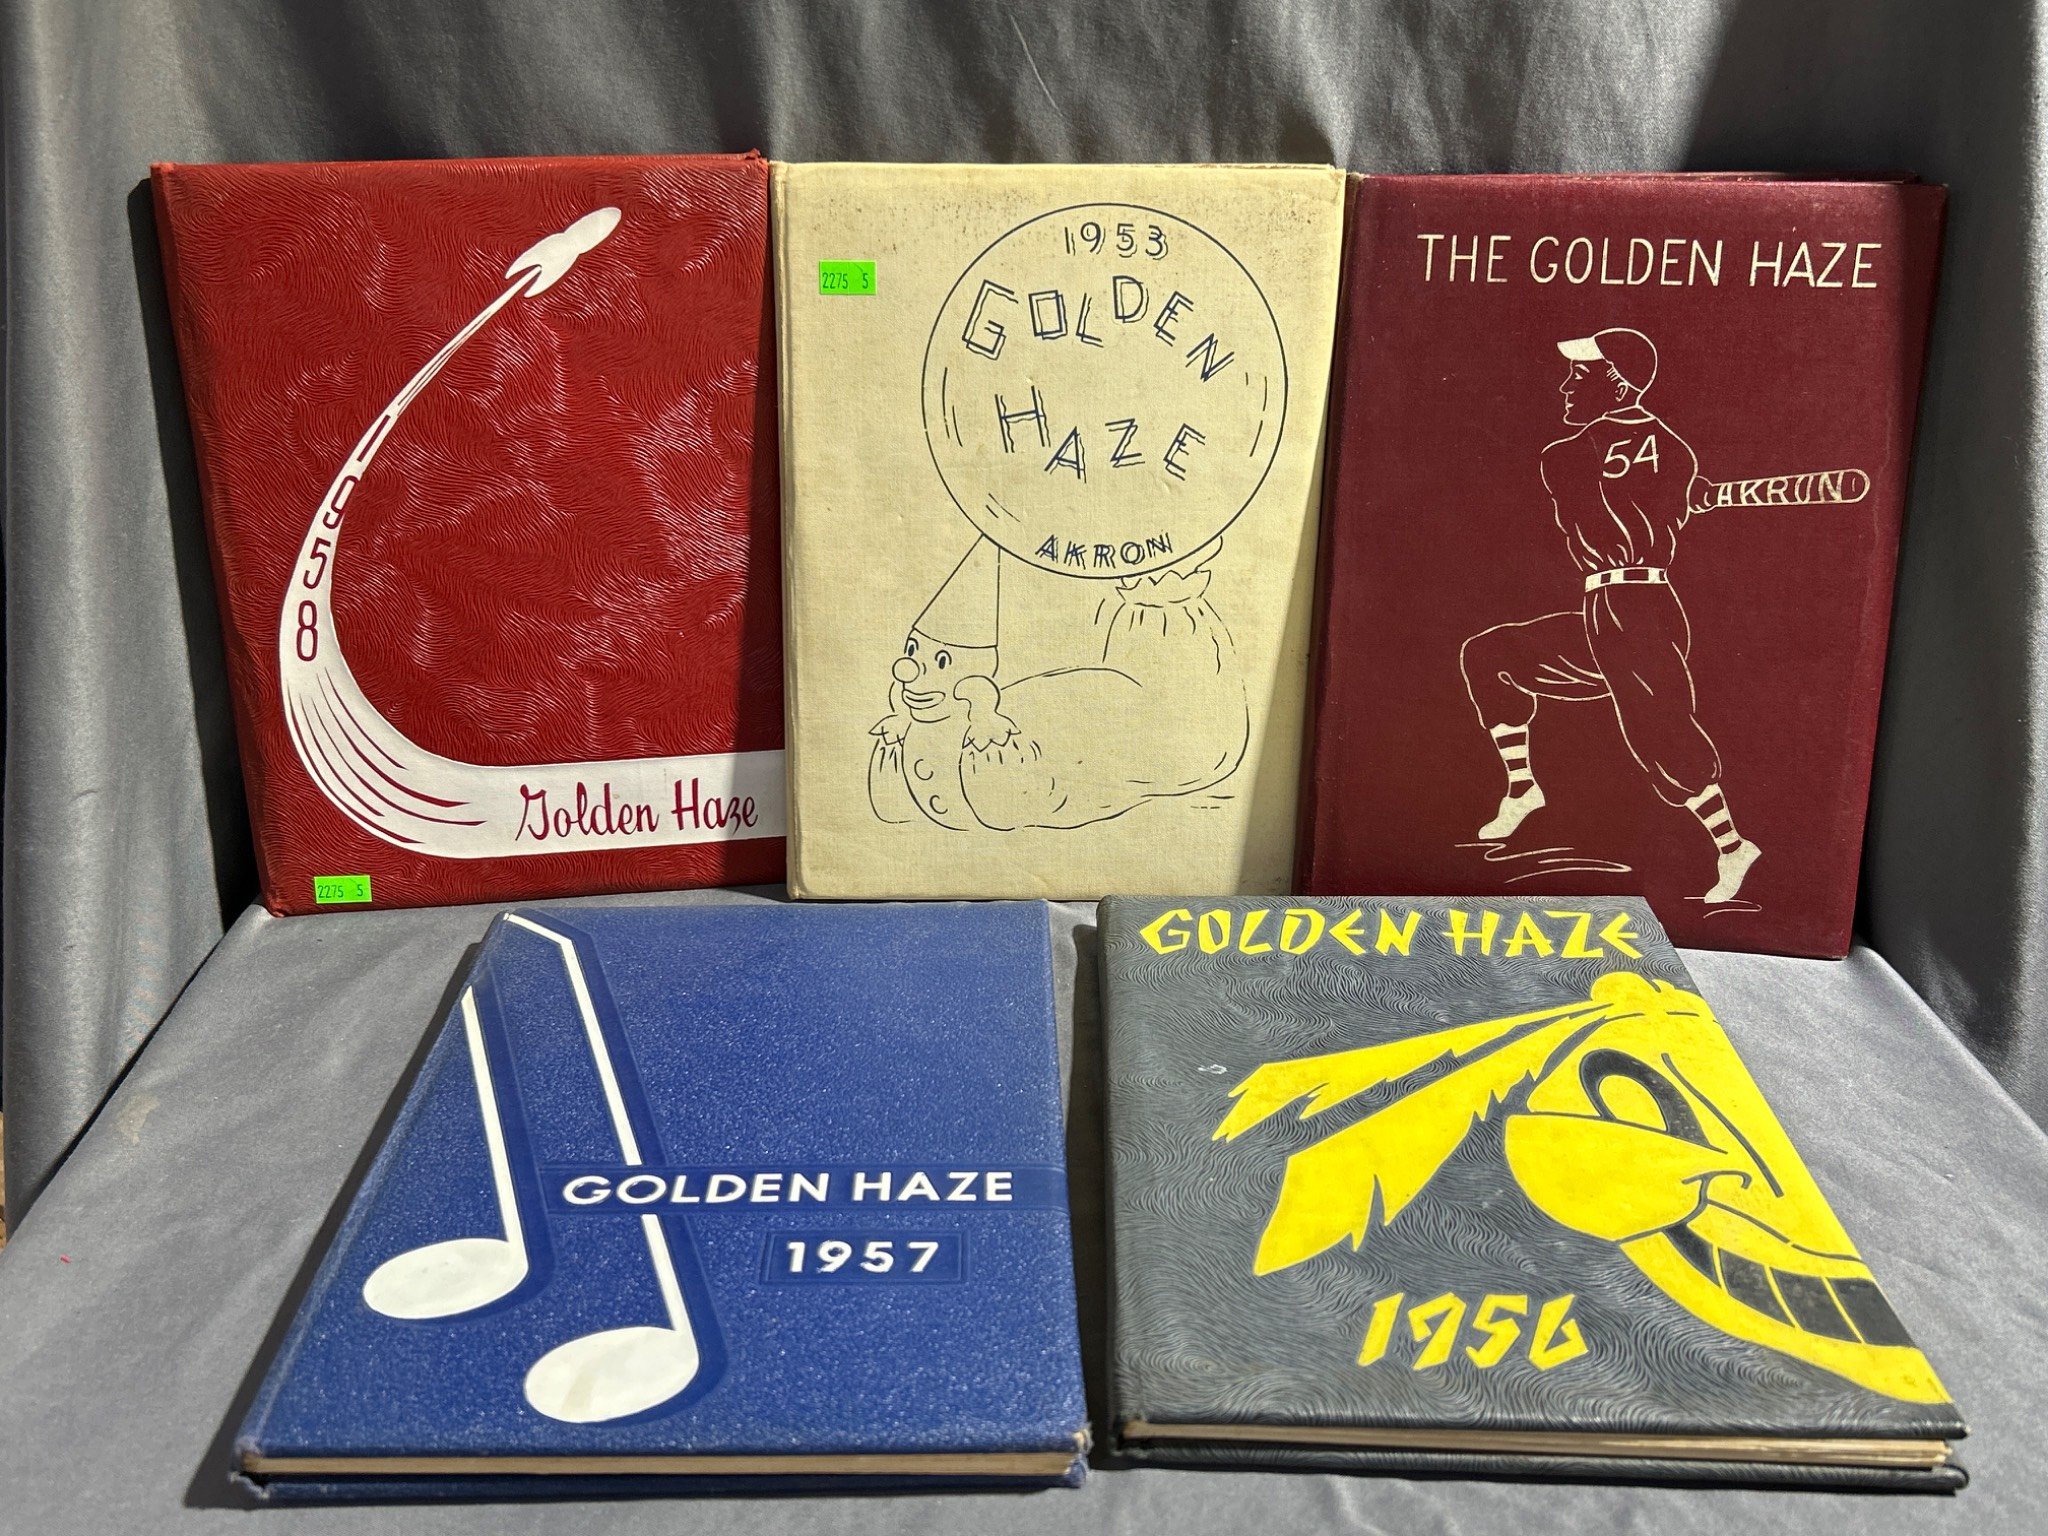 1958
Golden Haze
2275 5
1953
GOLDEN
HAZE
AKRON
2275 5
THE GOLDEN HAZE
54
AKRON
GOLDEN HAZE
1957
GOLDEN HAZE
1956